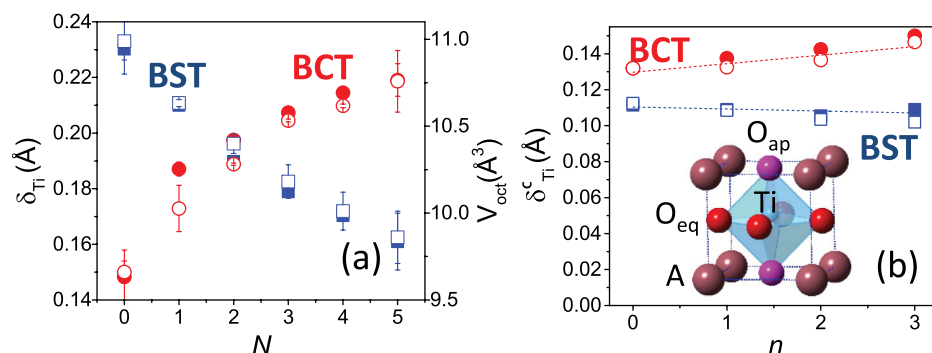 0.24
0.22
0.20
0.18
0.16
0.14
δTi (Å)
BST
BCT
(a)
11.0
10.5
10.0
9.5
Voct(Å³)
0 1 2 3 4 5
N
0.14
0.12
0.10
0.08
0.06
0.04
0.02
0.00
δᶜTi (Å)
BCT
BST
Oap
Ti
Oeq
A
(b)
0 1 2 3
n